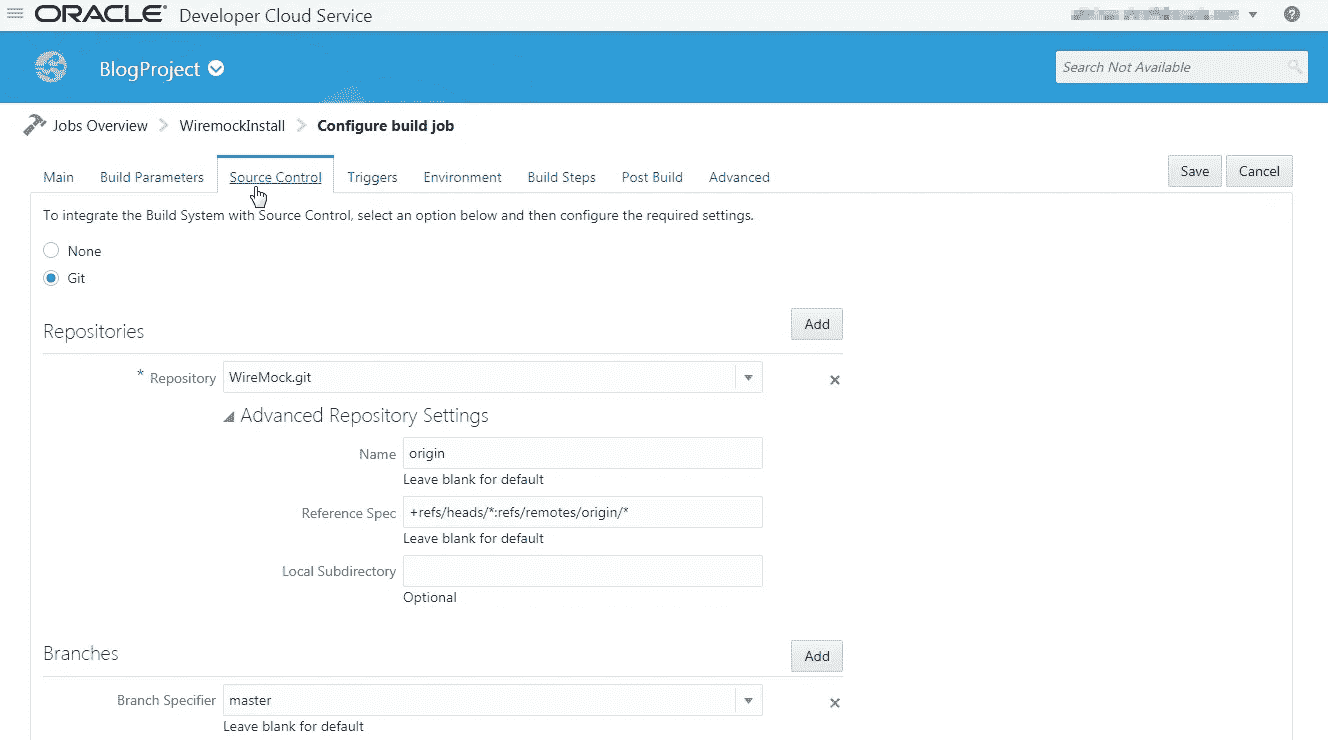 ORACLE® Developer Cloud Service
BlogProject
Search Not Available
Jobs Overview WiremockInstall Configure build job
Main Build Parameters Source Control Triggers Environment Build Steps Post Build Advanced Save Cancel
To integrate the Build System with Source Control, select an option below and then configure the required settings.
None
Git
Repositories Add
* Repository WireMock.git
Advanced Repository Settings
Name origin
Leave blank for default
Reference Spec +refs/heads/*:refs/remotes/origin/*
Leave blank for default
Local Subdirectory
Optional
Branches Add
Branch Specifier master
Leave blank for default